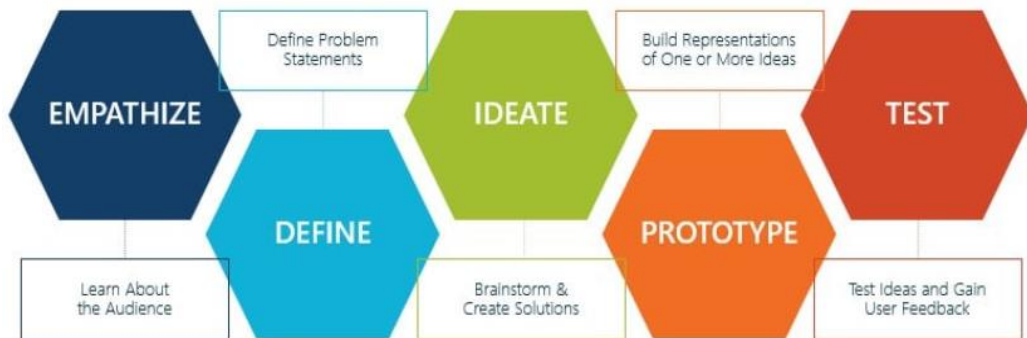 EMPATHIZE
Learn About
the Audience
Define Problem
Statements
DEFINE
IDEATE
Brainstorm &
Create Solutions
Build Representations
of One or More Ideas
PROTOTYPE
TEST
Test Ideas and Gain
User Feedback